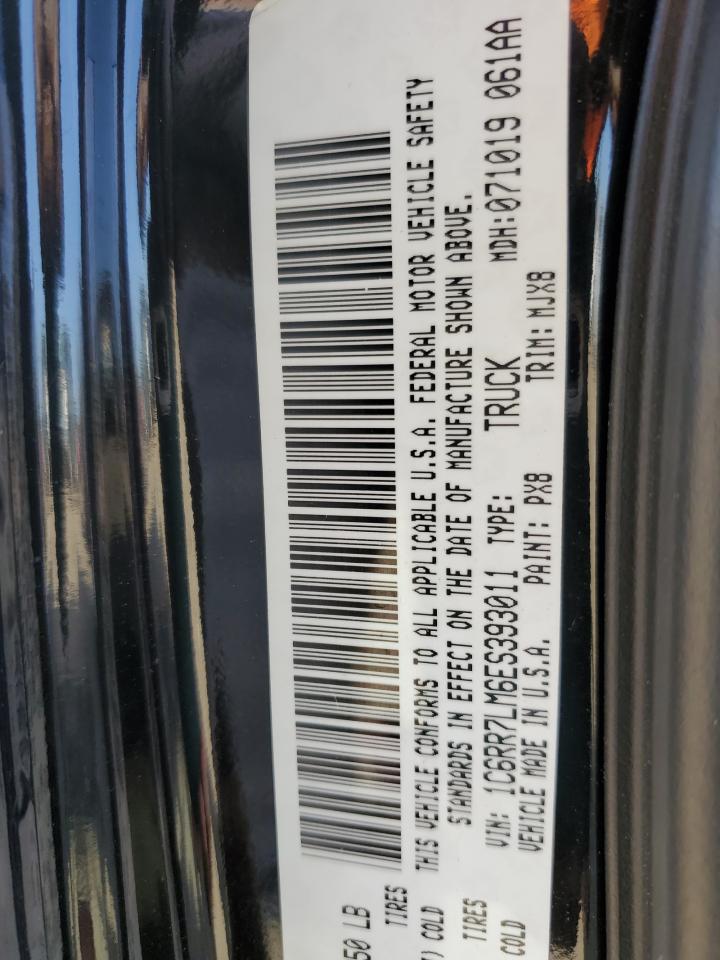 50 LB
TIRES
) COLD
TIRES
COLD
THIS VEHICLE CONFORMS TO ALL APPLICABLE U.S.A. FEDERAL MOTOR VEHICLE SAFETY
STANDARDS IN EFFECT ON THE DATE OF MANUFACTURE SHOWN ABOVE.
VIN: 1C6RR7LM6ES393011 TYPE: TRUCK MDH:071019 061AA
VEHICLE MADE IN U.S.A. PAINT: PX8 TRIM: MJX8